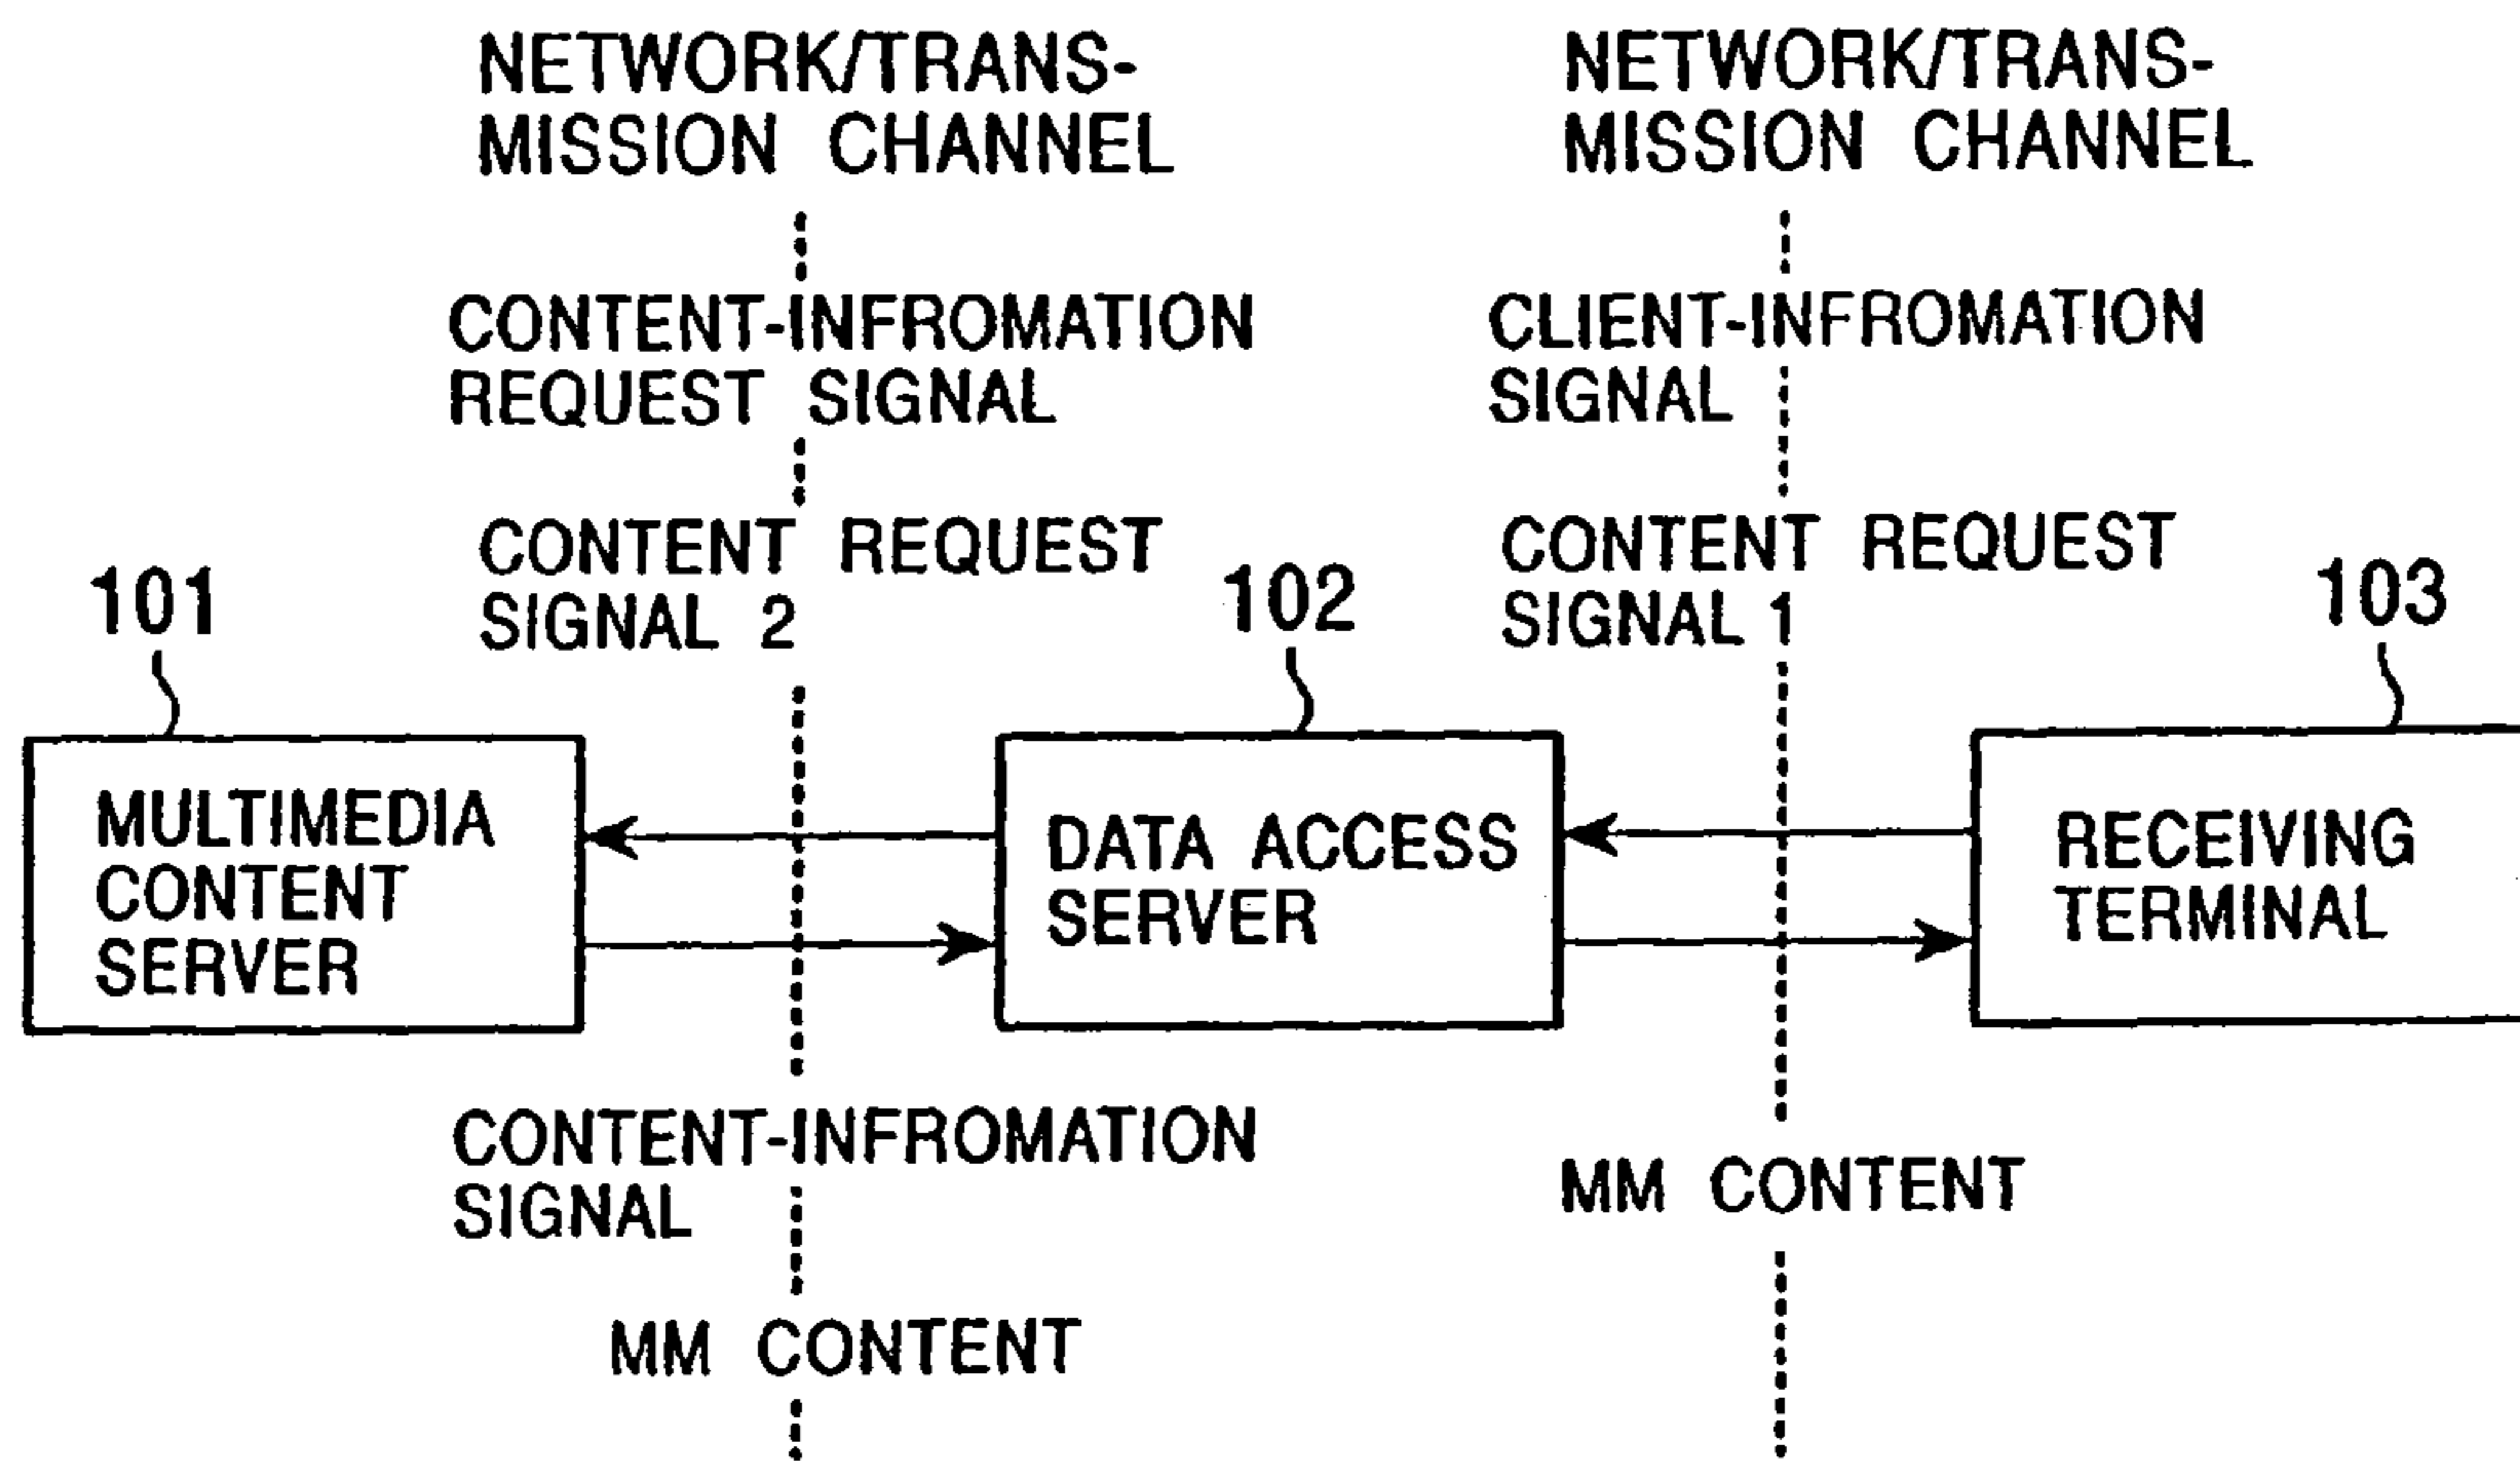 NETWORK/TRANS-
MISSION CHANNEL
NETWORK/TRANS-
MISSION CHANNEL
CONTENT-INFROMATION
REQUEST SIGNAL
CLIENT-INFROMATION
SIGNAL
CONTENT REQUEST
SIGNAL 2
CONTENT REQUEST
SIGNAL 1
101
102
103
MULTIMEDIA
CONTENT
SERVER
DATA ACCESS
SERVER
RECEIVING
TERMINAL
CONTENT-INFROMATION
SIGNAL
MM CONTENT
MM CONTENT